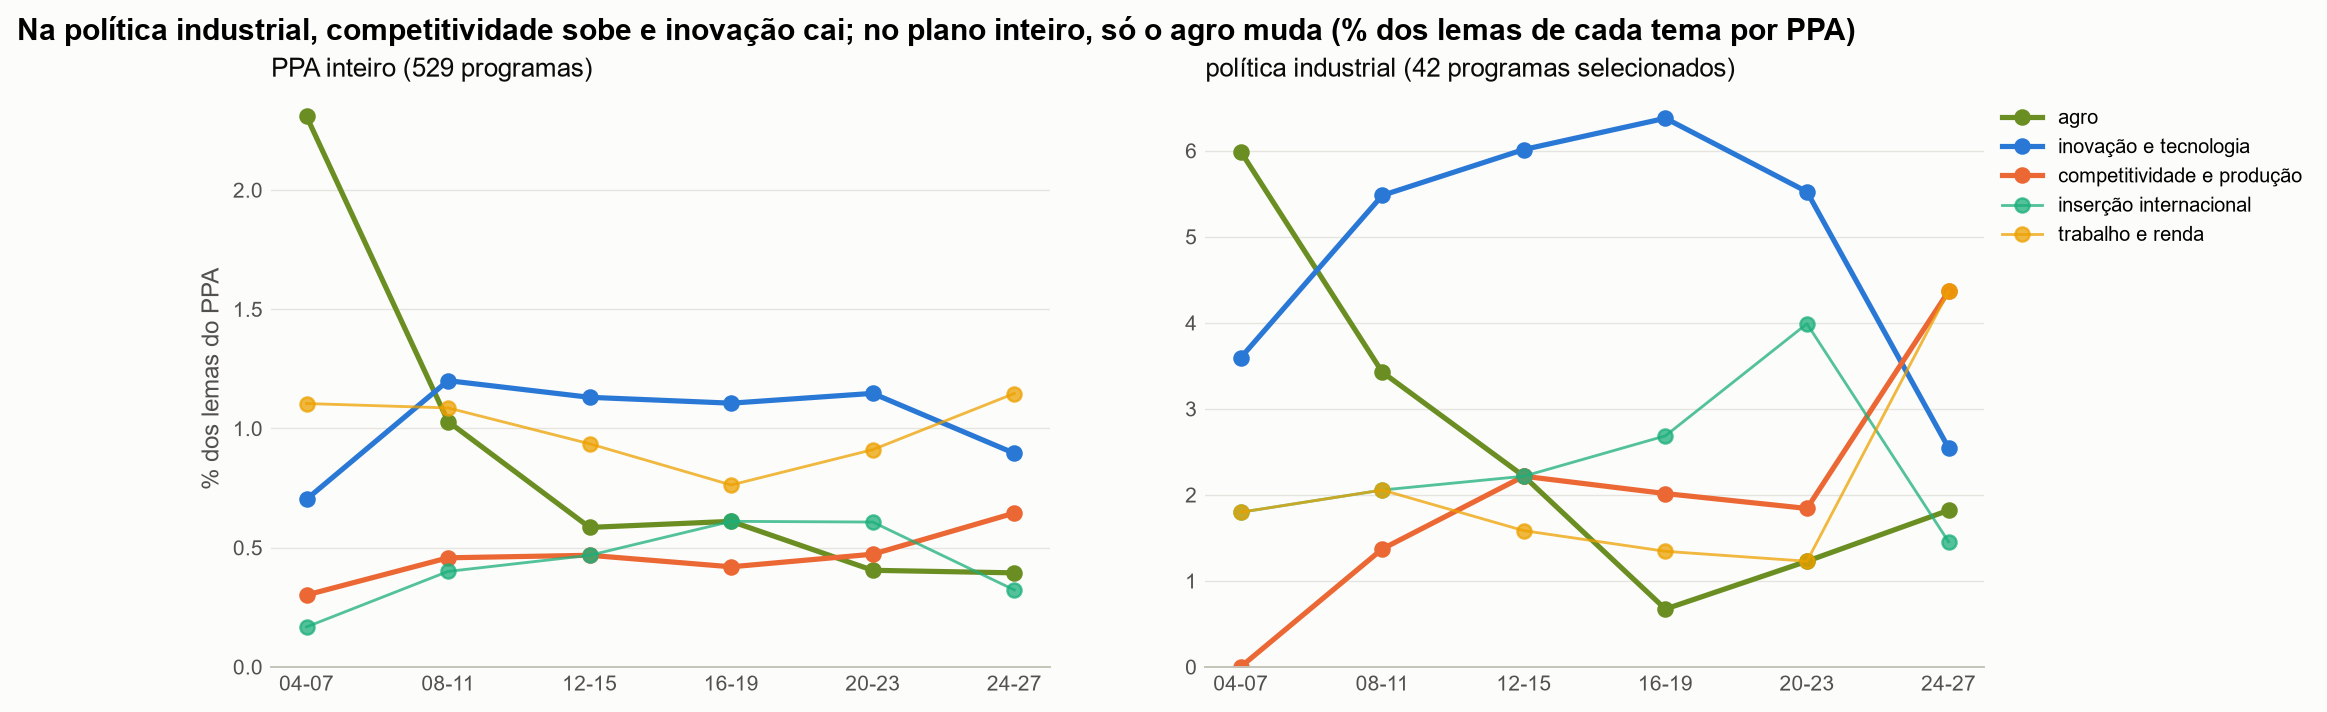 Na política industrial, competitividade sobe e inovação cai; no plano inteiro, só o agro muda (% dos lemas de cada tema por PPA)
PPA inteiro (529 programas)
% dos lemas do PPA
2.0
1.5
1.0
0.5
0.0
04-07
08-11
12-15
16-19
20-23
24-27
política industrial (42 programas selecionados)
6
5
4
3
2
1
0
04-07
08-11
12-15
16-19
20-23
24-27
agro
inovação e tecnologia
competitividade e produção
inserção internacional
trabalho e renda